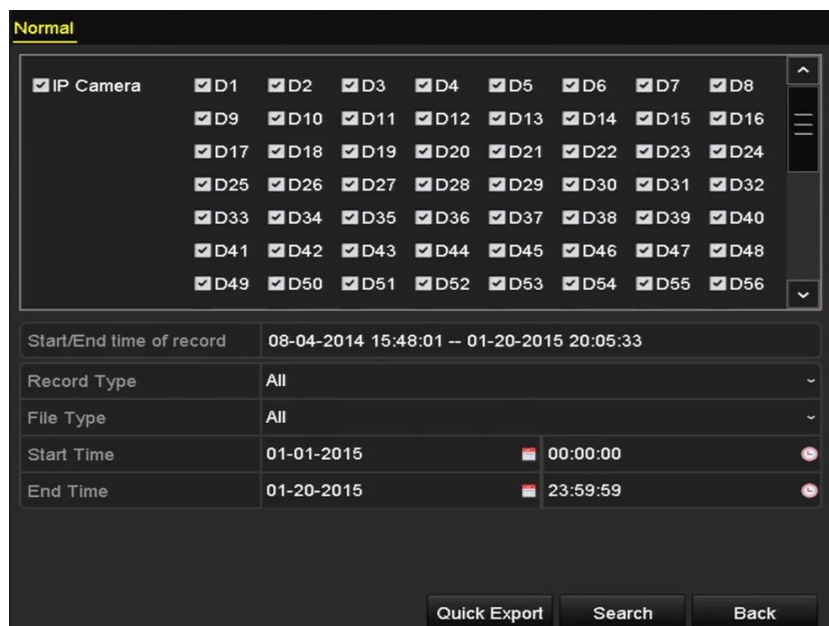 Normal
IP Camera D1 D2 D3 D4 D5 D6 D7 D8
D9 D10 D11 D12 D13 D14 D15 D16
D17 D18 D19 D20 D21 D22 D23 D24
D25 D26 D27 D28 D29 D30 D31 D32
D33 D34 D35 D36 D37 D38 D39 D40
D41 D42 D43 D44 D45 D46 D47 D48
D49 D50 D51 D52 D53 D54 D55 D56
Start/End time of record 08-04-2014 15:48:01 -- 01-20-2015 20:05:33
Record Type All
File Type All
Start Time 01-01-2015 00:00:00
End Time 01-20-2015 23:59:59
Quick Export Search Back